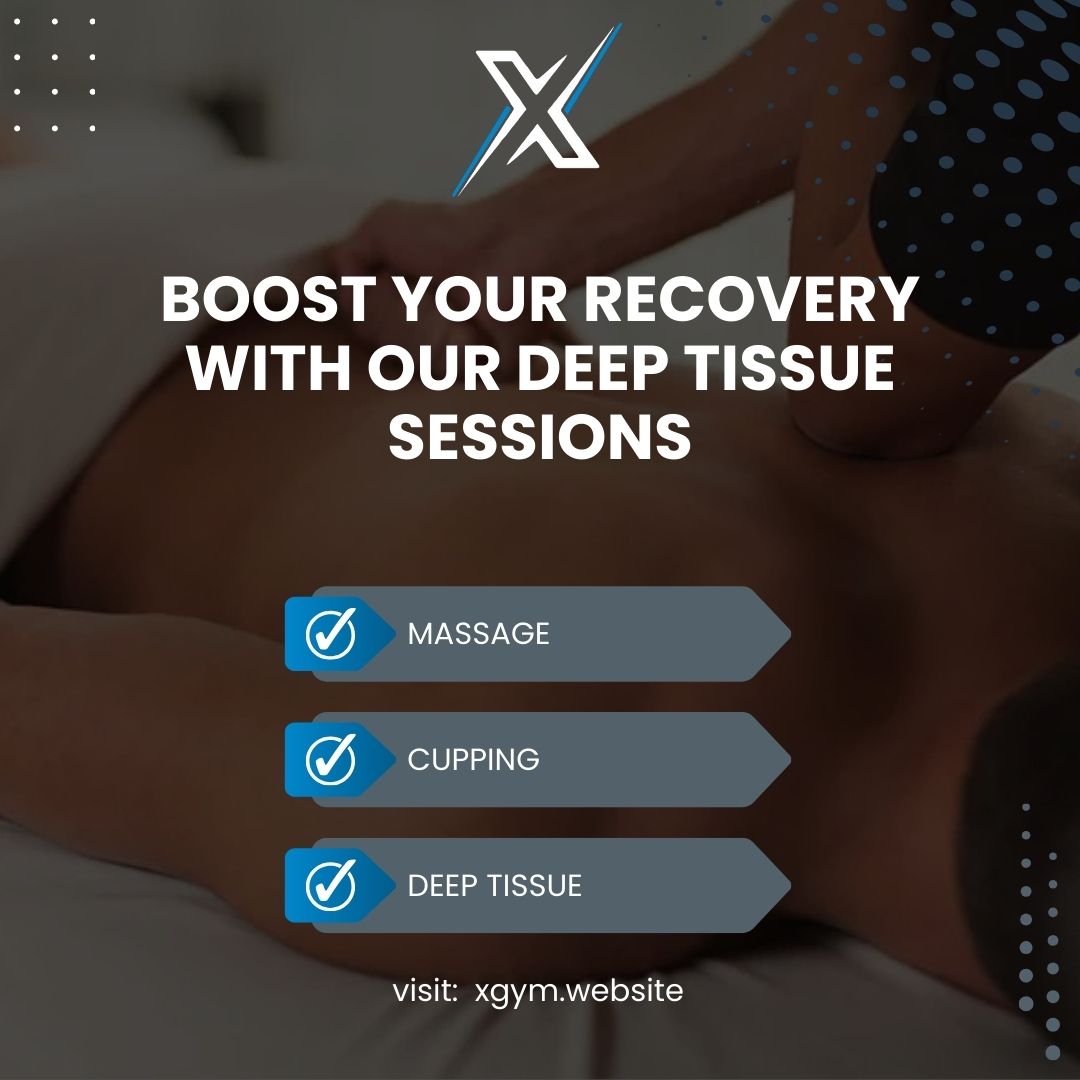 X
BOOST YOUR RECOVERY
WITH OUR DEEP TISSUE
SESSIONS
MASSAGE
CUPPING
DEEP TISSUE
visit: xgym.website